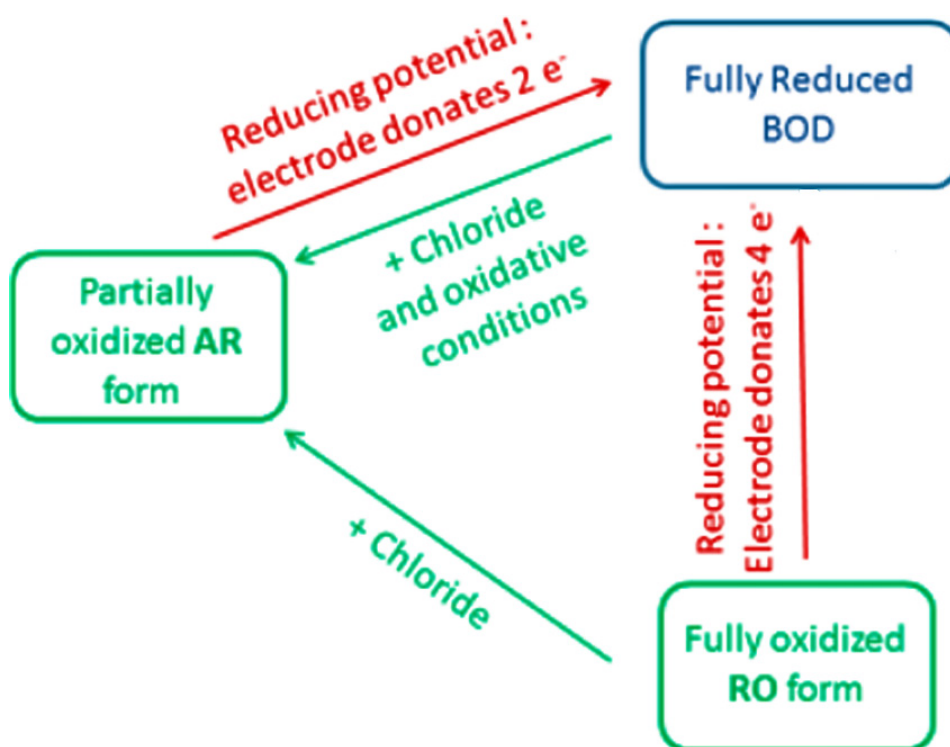 Reducing potential :
electrode donates 2 e⁻
Fully Reduced
BOD
+ Chloride
and oxidative
conditions
Partially
oxidized AR
form
Reducing potential :
Electrode donates 4 e⁻
+ Chloride
Fully oxidized
RO form